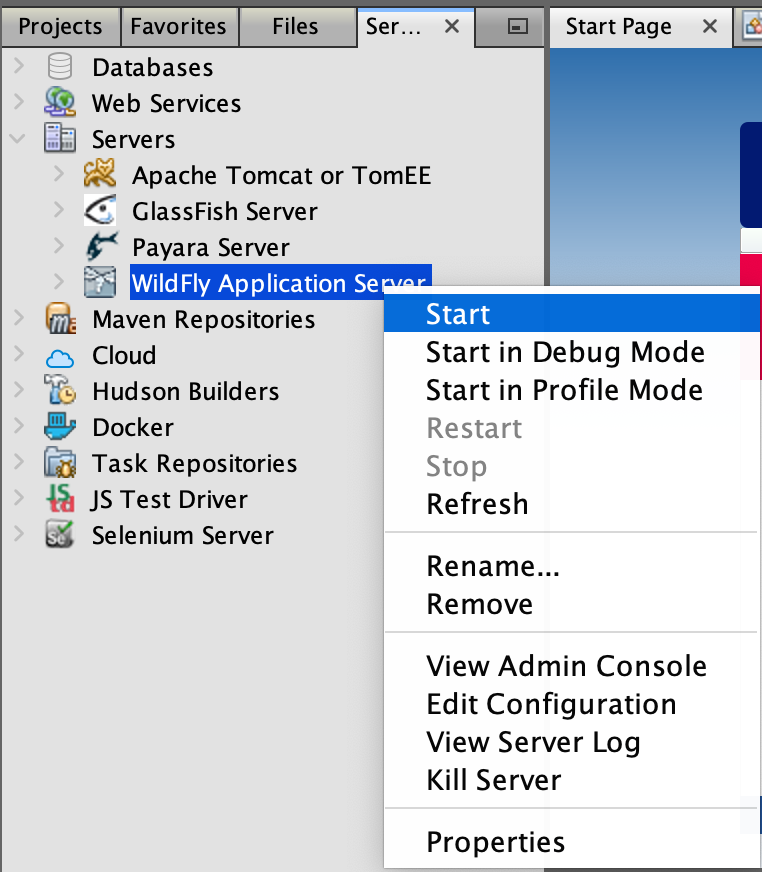 Projects Favorites Files Ser... Start Page
Databases
Web Services
Servers
Apache Tomcat or TomEE
GlassFish Server
Payara Server
WildFly Application Server
Maven Repositories
Cloud
Hudson Builders
Docker
Task Repositories
JS Test Driver
Selenium Server
Start
Start in Debug Mode
Start in Profile Mode
Restart
Stop
Refresh
Rename...
Remove
View Admin Console
Edit Configuration
View Server Log
Kill Server
Properties